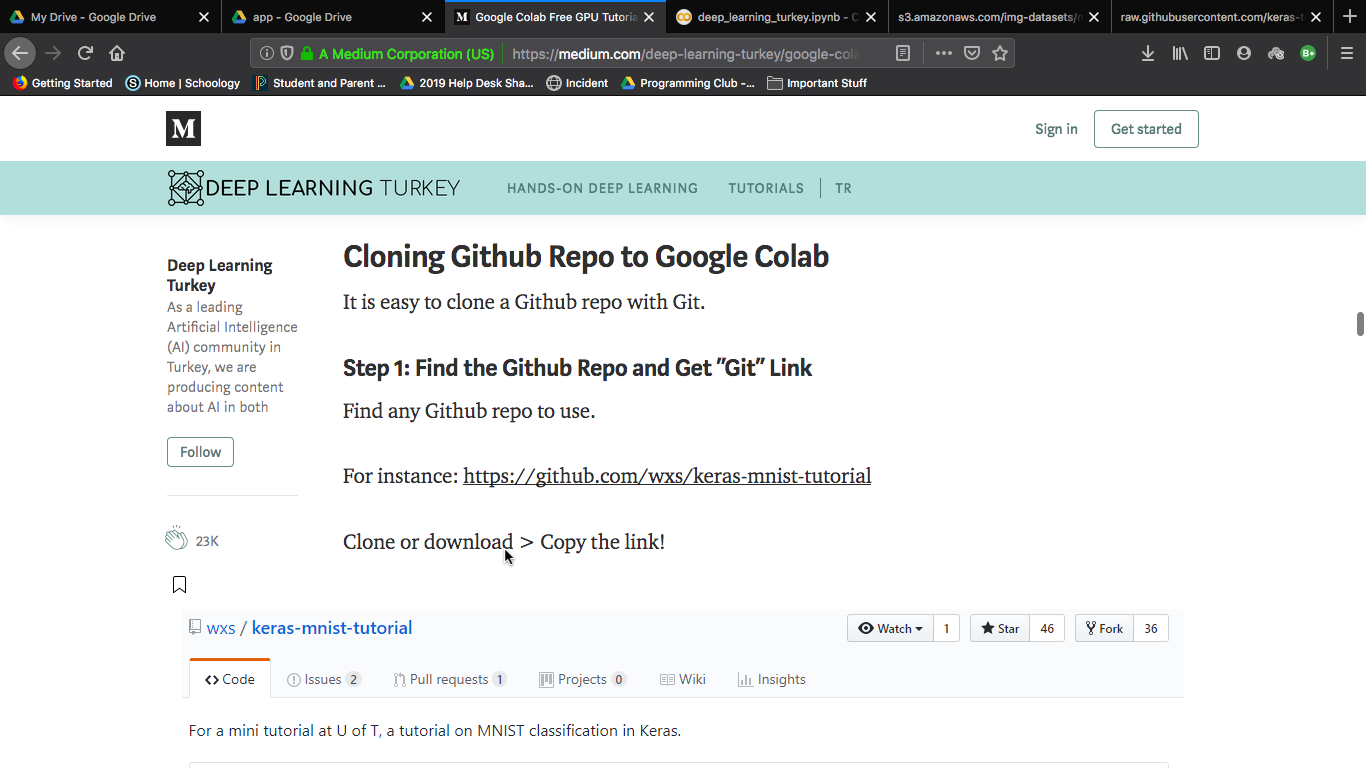 My Drive - Google Drive
app - Google Drive
Google Colab Free GPU Tutoria
deep_learning_turkey.ipynb - C
s3.amazonaws.com/img-datasets/
raw.githubusercontent.com/keras-
A Medium Corporation (US)
https://medium.com/deep-learning-turkey/google-cola
Getting Started
Home | Schoology
Student and Parent ...
2019 Help Desk Sha...
Incident
Programming Club -...
Important Stuff
M
Sign in
Get started
DEEP LEARNING TURKEY
HANDS-ON DEEP LEARNING
TUTORIALS
TR
Deep Learning
Turkey
As a leading
Artificial Intelligence
(AI) community in
Turkey, we are
producing content
about AI in both
Follow
23K
Cloning Github Repo to Google Colab
It is easy to clone a Github repo with Git.
Step 1: Find the Github Repo and Get ”Git” Link
Find any Github repo to use.
For instance: https://github.com/wxs/keras-mnist-tutorial
Clone or download > Copy the link!
wxs / keras-mnist-tutorial
Watch 1
Star 46
Fork 36
Code
Issues 2
Pull requests 1
Projects 0
Wiki
Insights
For a mini tutorial at U of T, a tutorial on MNIST classification in Keras.